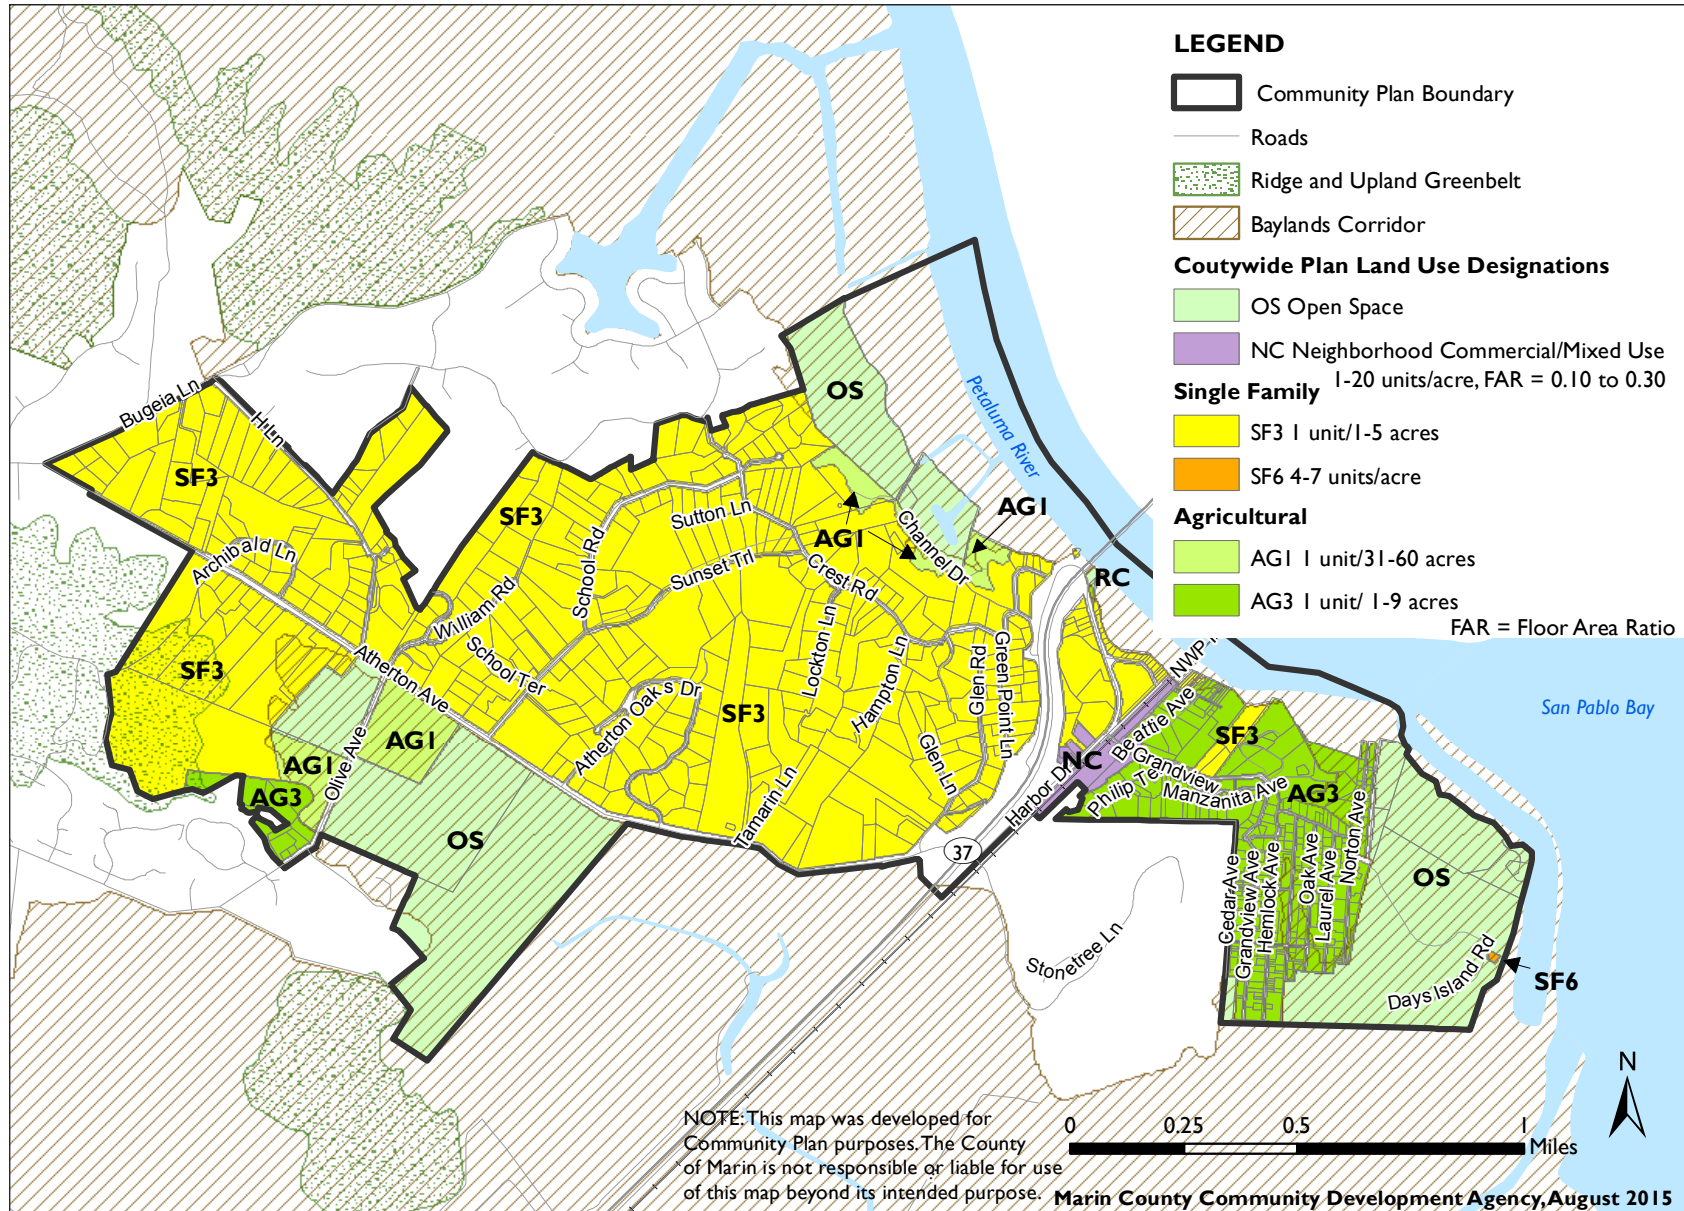 LEGEND
Community Plan Boundary
Roads
Ridge and Upland Greenbelt
Baylands Corridor
Coutywide Plan Land Use Designations
OS Open Space
NC Neighborhood Commercial/Mixed Use
1-20 units/acre, FAR = 0.10 to 0.30
Single Family
SF3 1 unit/1-5 acres
SF6 4-7 units/acre
Agricultural
AG1 1 unit/31-60 acres
AG3 1 unit/ 1-9 acres
FAR = Floor Area Ratio
Bugeia Ln
H Ln
SF3
Archibald Ln
SF3
SF3
William Rd
School Rd
School Ter
Sutton Ln
Sunset Trl
Atherton Ave
Atherton Oaks Dr
SF3
Tamarin Ln
Lockton Ln
Crest Rd
Hampton Ln
Glen Rd
Green Point Ln
Glen Ln
OS
AG1
AG1
Channel Dr
Petaluma River
RC
AG1
AG1
AG3
Olive Ave
OS
37
Harbor Dr
NC
NWP
Beattie Ave
Philip Te
Grandview
Manzanita Ave
SF3
AG3
Cedar Ave
Grandview Ave
Hemlock Ave
Oak Ave
Laurel Ave
Norton Ave
OS
Days Island Rd
SF6
San Pablo Bay
Stonetree Ln
N
0 0.25 0.5 1
Miles
NOTE: This map was developed for
Community Plan purposes. The County
of Marin is not responsible or liable for use
of this map beyond its intended purpose.
Marin County Community Development Agency, August 2015